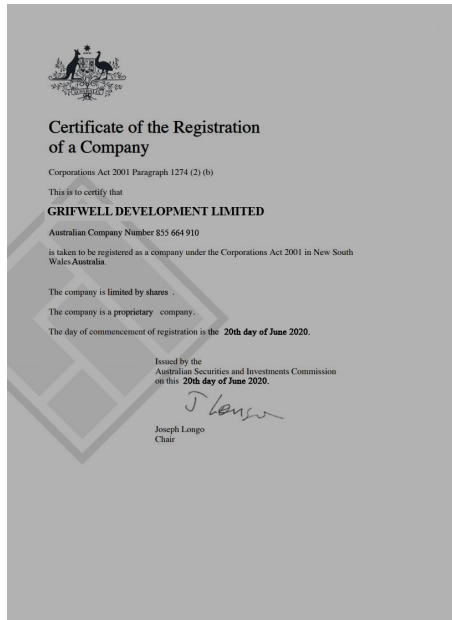 AUSTRALIA
Certificate of the Registration
of a Company
Corporations Act 2001 Paragraph 1274 (2) (b)
This is to certify that
GRIFWELL DEVELOPMENT LIMITED
Australian Company Number 855 664 910
is taken to be registered as a company under the Corporations Act 2001 in New South
Wales Australia.
The company is limited by shares .
The company is a proprietary company.
The day of commencement of registration is the 20th day of June 2020.
Issued by the
Australian Securities and Investments Commission
on this 20th day of June 2020.
J Longo
Joseph Longo
Chair